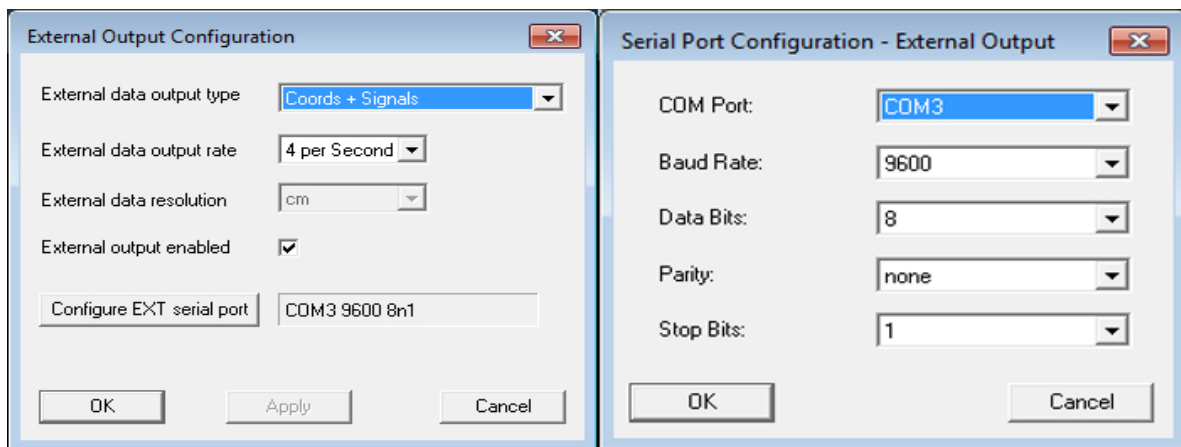 External Output Configuration
External data output type Coords + Signals
External data output rate 4 per Second
External data resolution cm
External output enabled
Configure EXT serial port COM3 9600 8n1
OK Apply Cancel
Serial Port Configuration - External Output
COM Port: COM3
Baud Rate: 9600
Data Bits: 8
Parity: none
Stop Bits: 1
OK Cancel